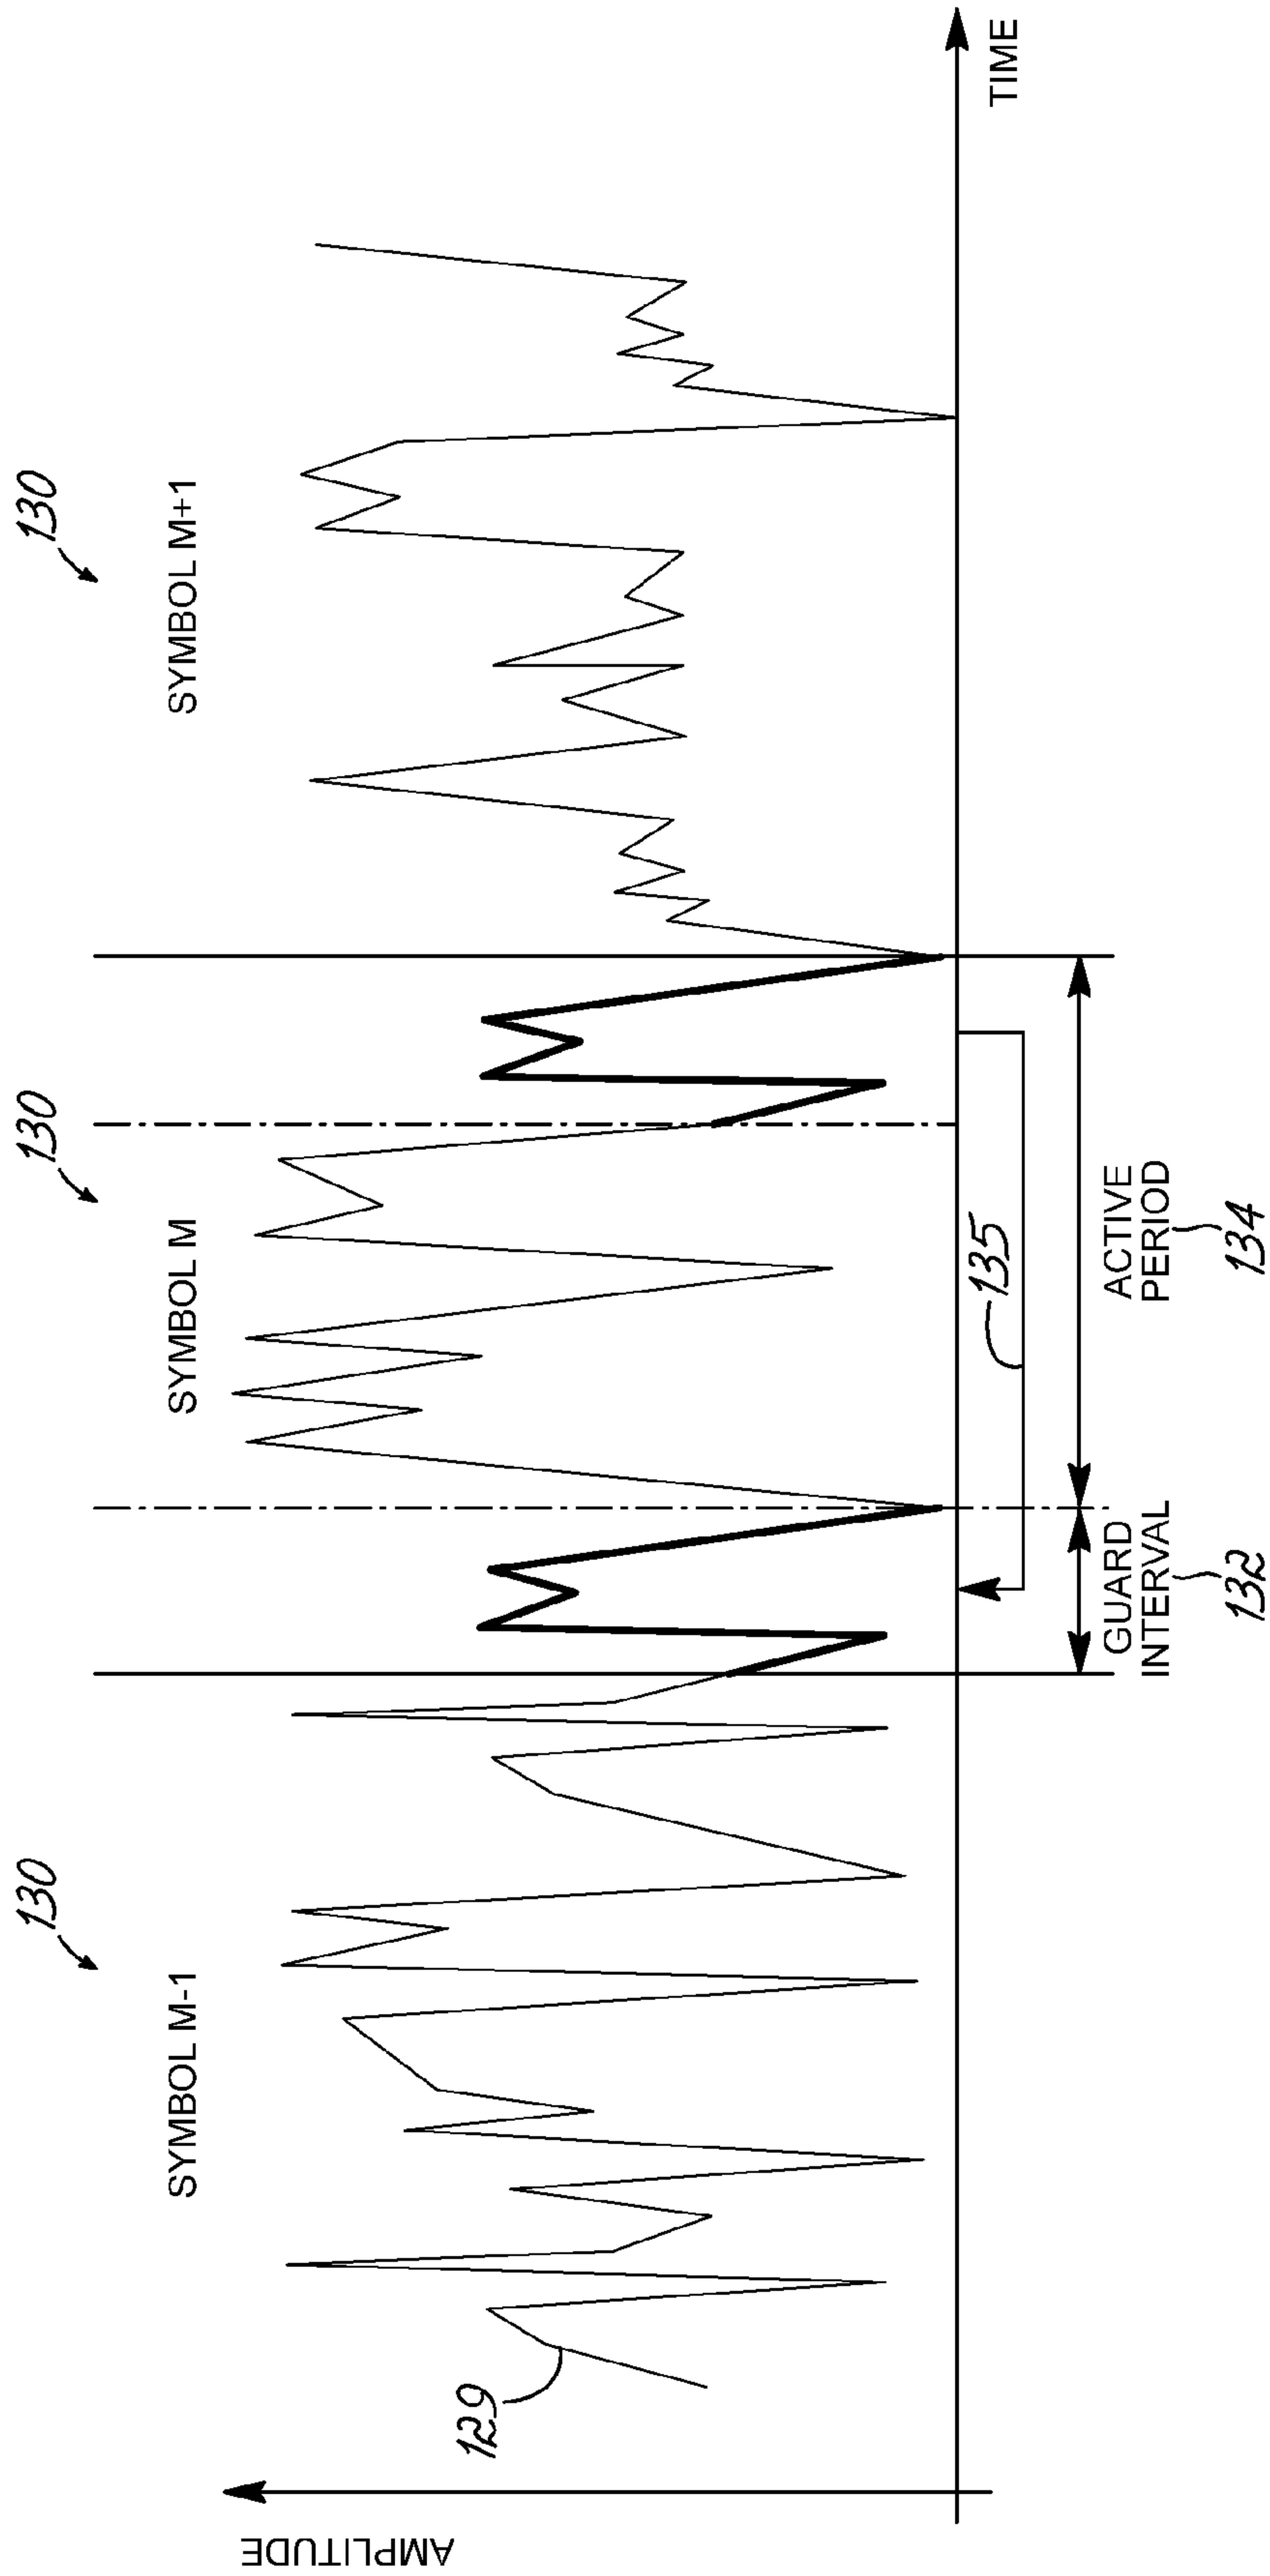 130
130
130
SYMBOL M-1
SYMBOL M
SYMBOL M+1
AMPLITUDE
129
135
TIME
GUARD
INTERVAL
132
ACTIVE
PERIOD
134